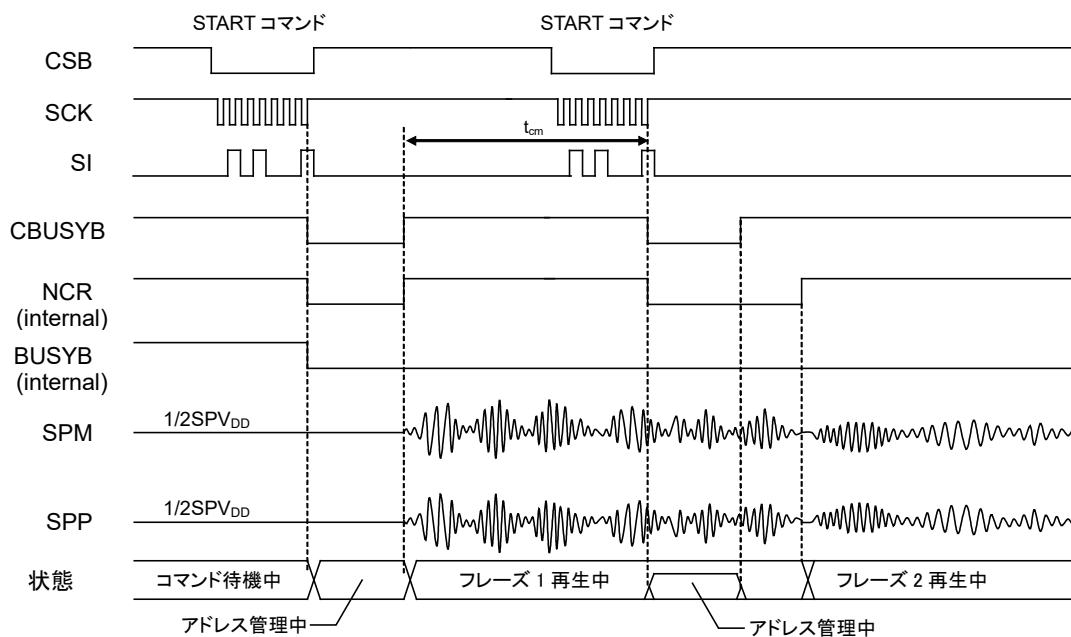 START コマンド
START コマンド
CSB
SCK
tcm
SI
CBUSYB
NCR
(internal)
BUSYB
(internal)
SPM
1/2SPVDD
SPP
1/2SPVDD
状態
コマンド待機中
フレーズ 1 再生中
フレーズ 2 再生中
アドレス管理中
アドレス管理中